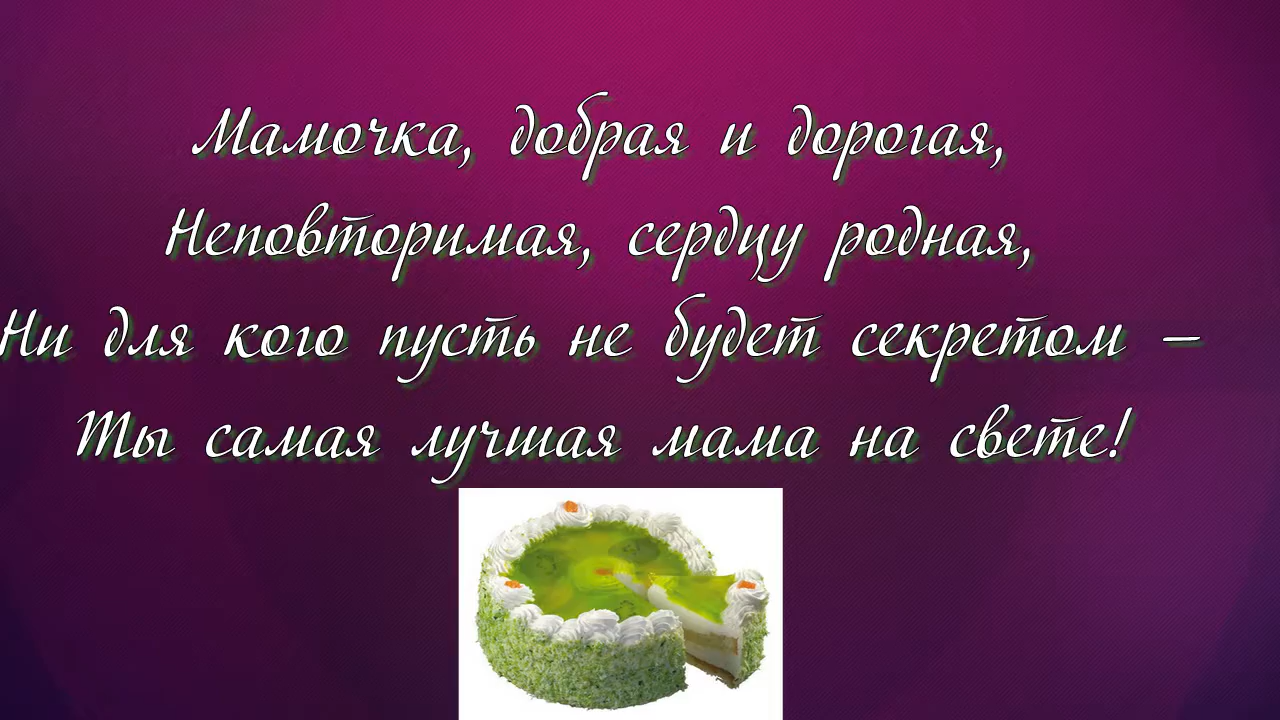 Мамочка, добрая и дорогая,
Неповторимая, сердцу родная,
Ни для кого пусть не будет секретом –
Ты самая лучшая мама на свете!